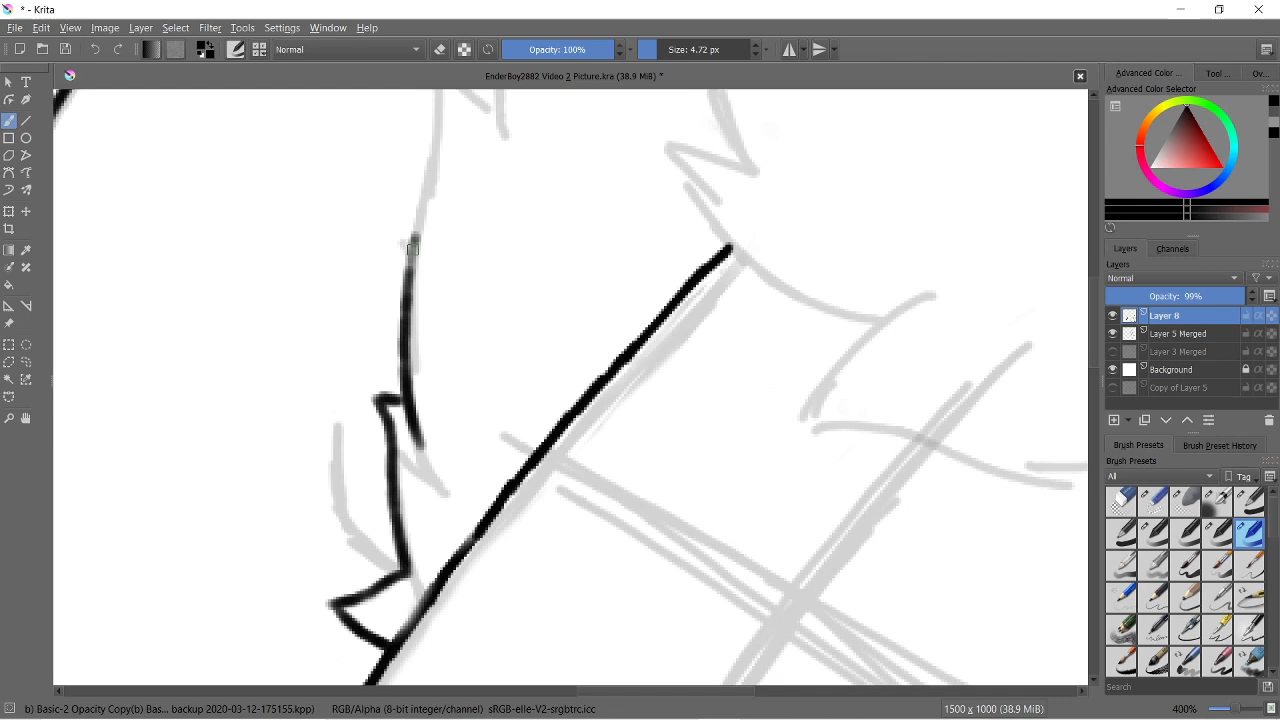 * - Krita
File Edit View Image Layer Select Filter Tools Settings Window Help
Normal Opacity: 100% Size: 4.72 px
EnderBoy2882 Video 2 Picture.kra (38.9 MiB) *
Advanced Color ... Tool ... Ov...
Advanced Color Selector
Layers Channels
Layers
Normal
Opacity: 99%
Layer 8
Layer 5 Merged
Layer 3 Merged
Background
Copy of Layer 5
Brush Presets Brush Preset History
Brush Presets
All Tag
Search
b) Basic-2 Opacity Copy(b) Bas... backup 2020-03-12-175155.kpp) RGB/Alpha (8-bit integer/channel) sRGB-elle-V2-srgbtrc.icc 1500 x 1000 (38.9 MiB) 400%